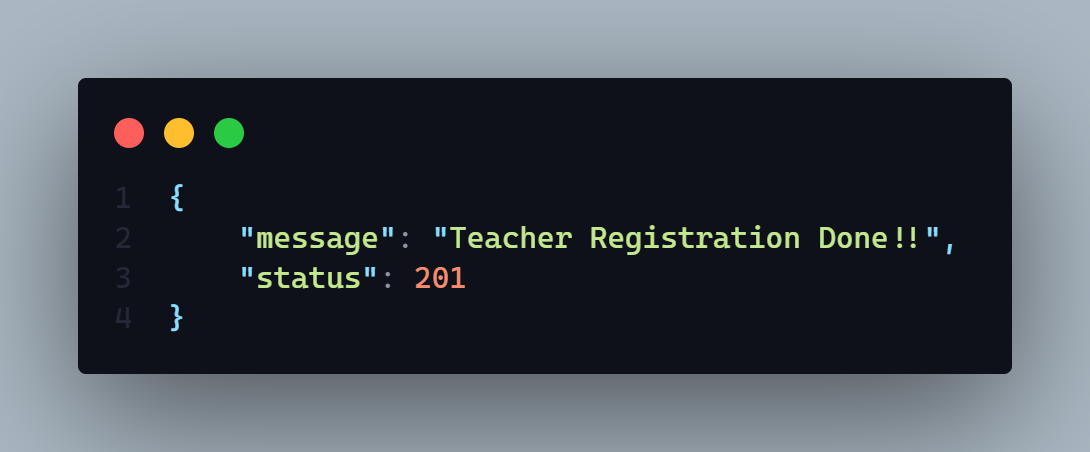 1 {
2     "message": "Teacher Registration Done!!",
3     "status": 201
4 }